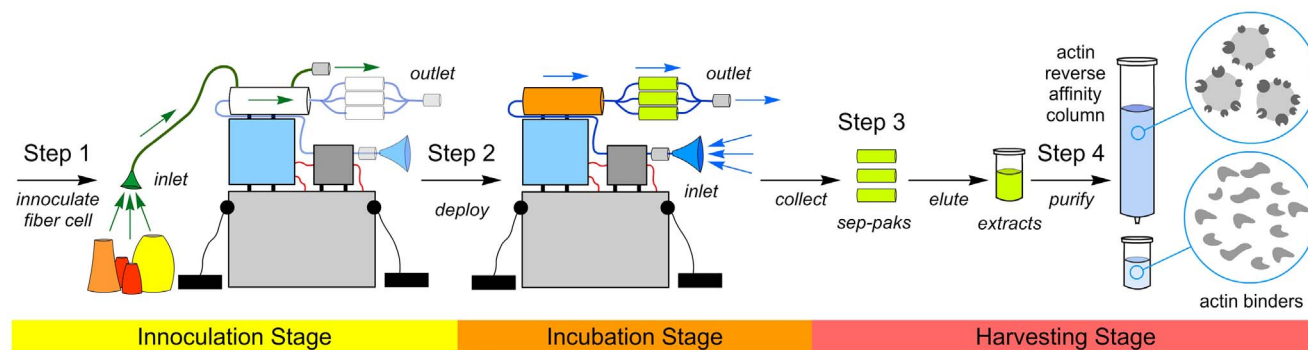 Step 1
innoculate
fiber cell
inlet
outlet
Step 2
deploy
outlet
inlet
collect
Step 3
sep-paks
elute
extracts
Step 4
purify
actin
reverse
affinity
column
actin binders
Innoculation Stage
Incubation Stage
Harvesting Stage